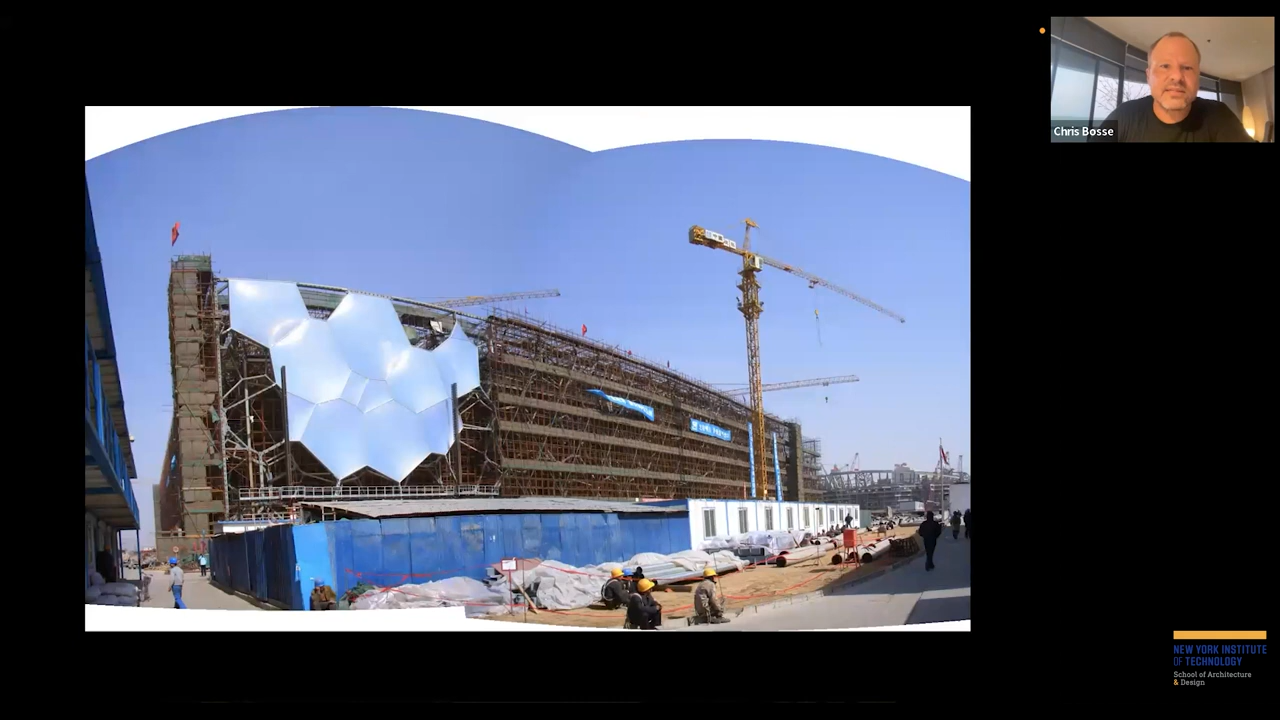 Chris Bosse
NEW YORK INSTITUTE
OF TECHNOLOGY
School of Architecture
& Design